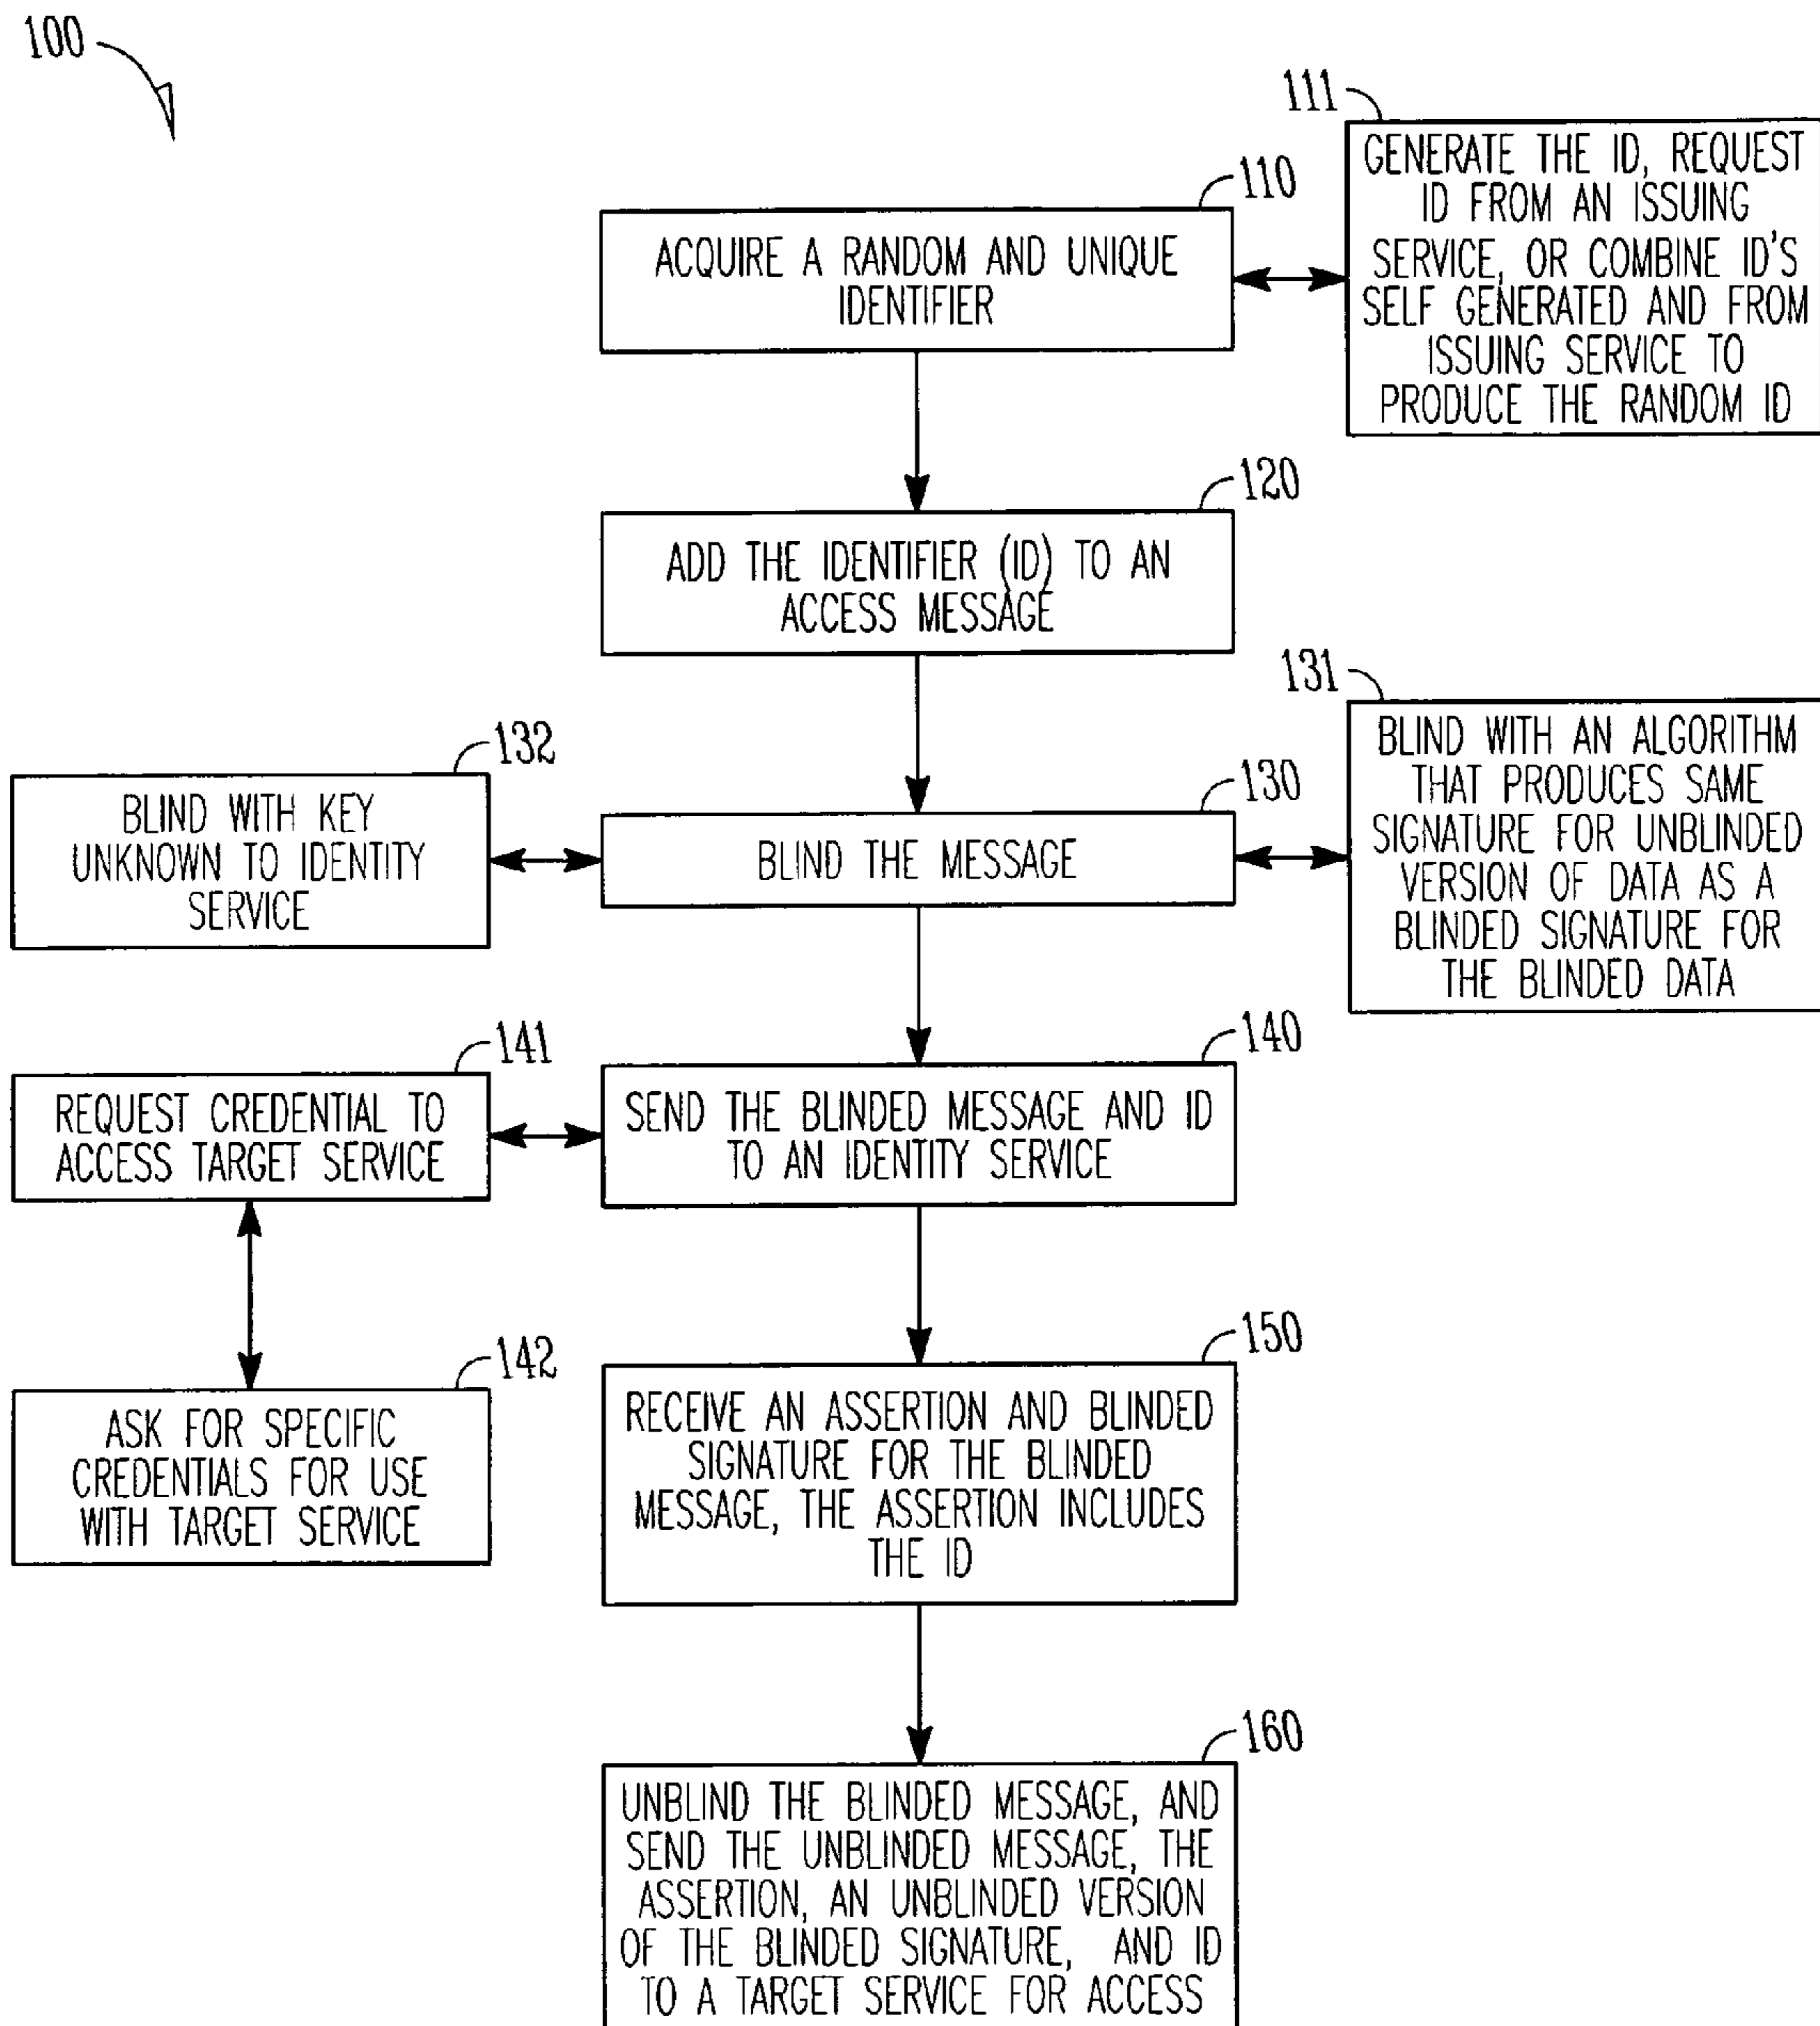 100
111
GENERATE THE ID, REQUEST
ID FROM AN ISSUING
SERVICE, OR COMBINE ID'S
SELF GENERATED AND FROM
ISSUING SERVICE TO
PRODUCE THE RANDOM ID
110
ACQUIRE A RANDOM AND UNIQUE
IDENTIFIER
120
ADD THE IDENTIFIER (ID) TO AN
ACCESS MESSAGE
131
BLIND WITH AN ALGORITHM
THAT PRODUCES SAME
SIGNATURE FOR UNBLINDED
VERSION OF DATA AS A
BLINDED SIGNATURE FOR
THE BLINDED DATA
132
BLIND WITH KEY
UNKNOWN TO IDENTITY
SERVICE
130
BLIND THE MESSAGE
141
REQUEST CREDENTIAL TO
ACCESS TARGET SERVICE
140
SEND THE BLINDED MESSAGE AND ID
TO AN IDENTITY SERVICE
142
ASK FOR SPECIFIC
CREDENTIALS FOR USE
WITH TARGET SERVICE
150
RECEIVE AN ASSERTION AND BLINDED
SIGNATURE FOR THE BLINDED
MESSAGE, THE ASSERTION INCLUDES
THE ID
160
UNBLIND THE BLINDED MESSAGE, AND
SEND THE UNBLINDED MESSAGE, THE
ASSERTION, AN UNBLINDED VERSION
OF THE BLINDED SIGNATURE, AND ID
TO A TARGET SERVICE FOR ACCESS